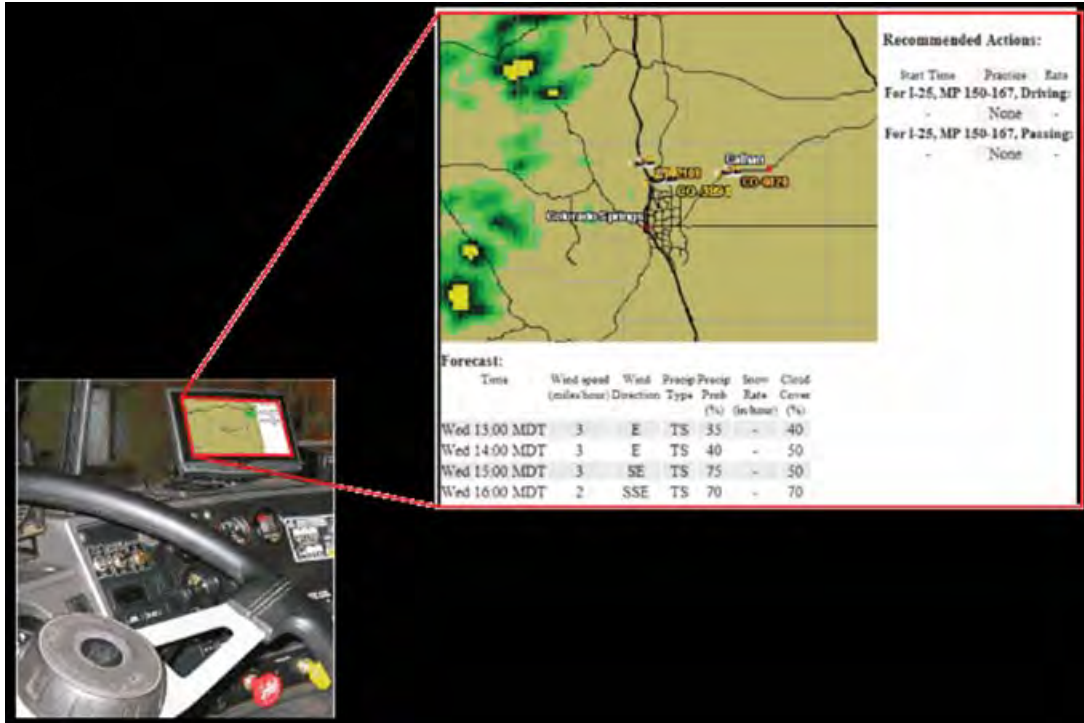 Recommended Actions:
Start Time Practice Rate
For I-25, MP 150-167, Driving:
- None -
For I-25, MP 150-167, Passing:
- None -
Calhan
Colorado Springs
Forecast:
Time Wind speed Wind Precip Precip Snow Cloud
(miles/hour) Direction Type Prob Rate Cover
(%) (in/hour) (%)
Wed 13:00 MDT 3 E TS 35 - 40
Wed 14:00 MDT 3 E TS 40 - 50
Wed 15:00 MDT 3 SE TS 75 - 50
Wed 16:00 MDT 2 SSE TS 70 - 70